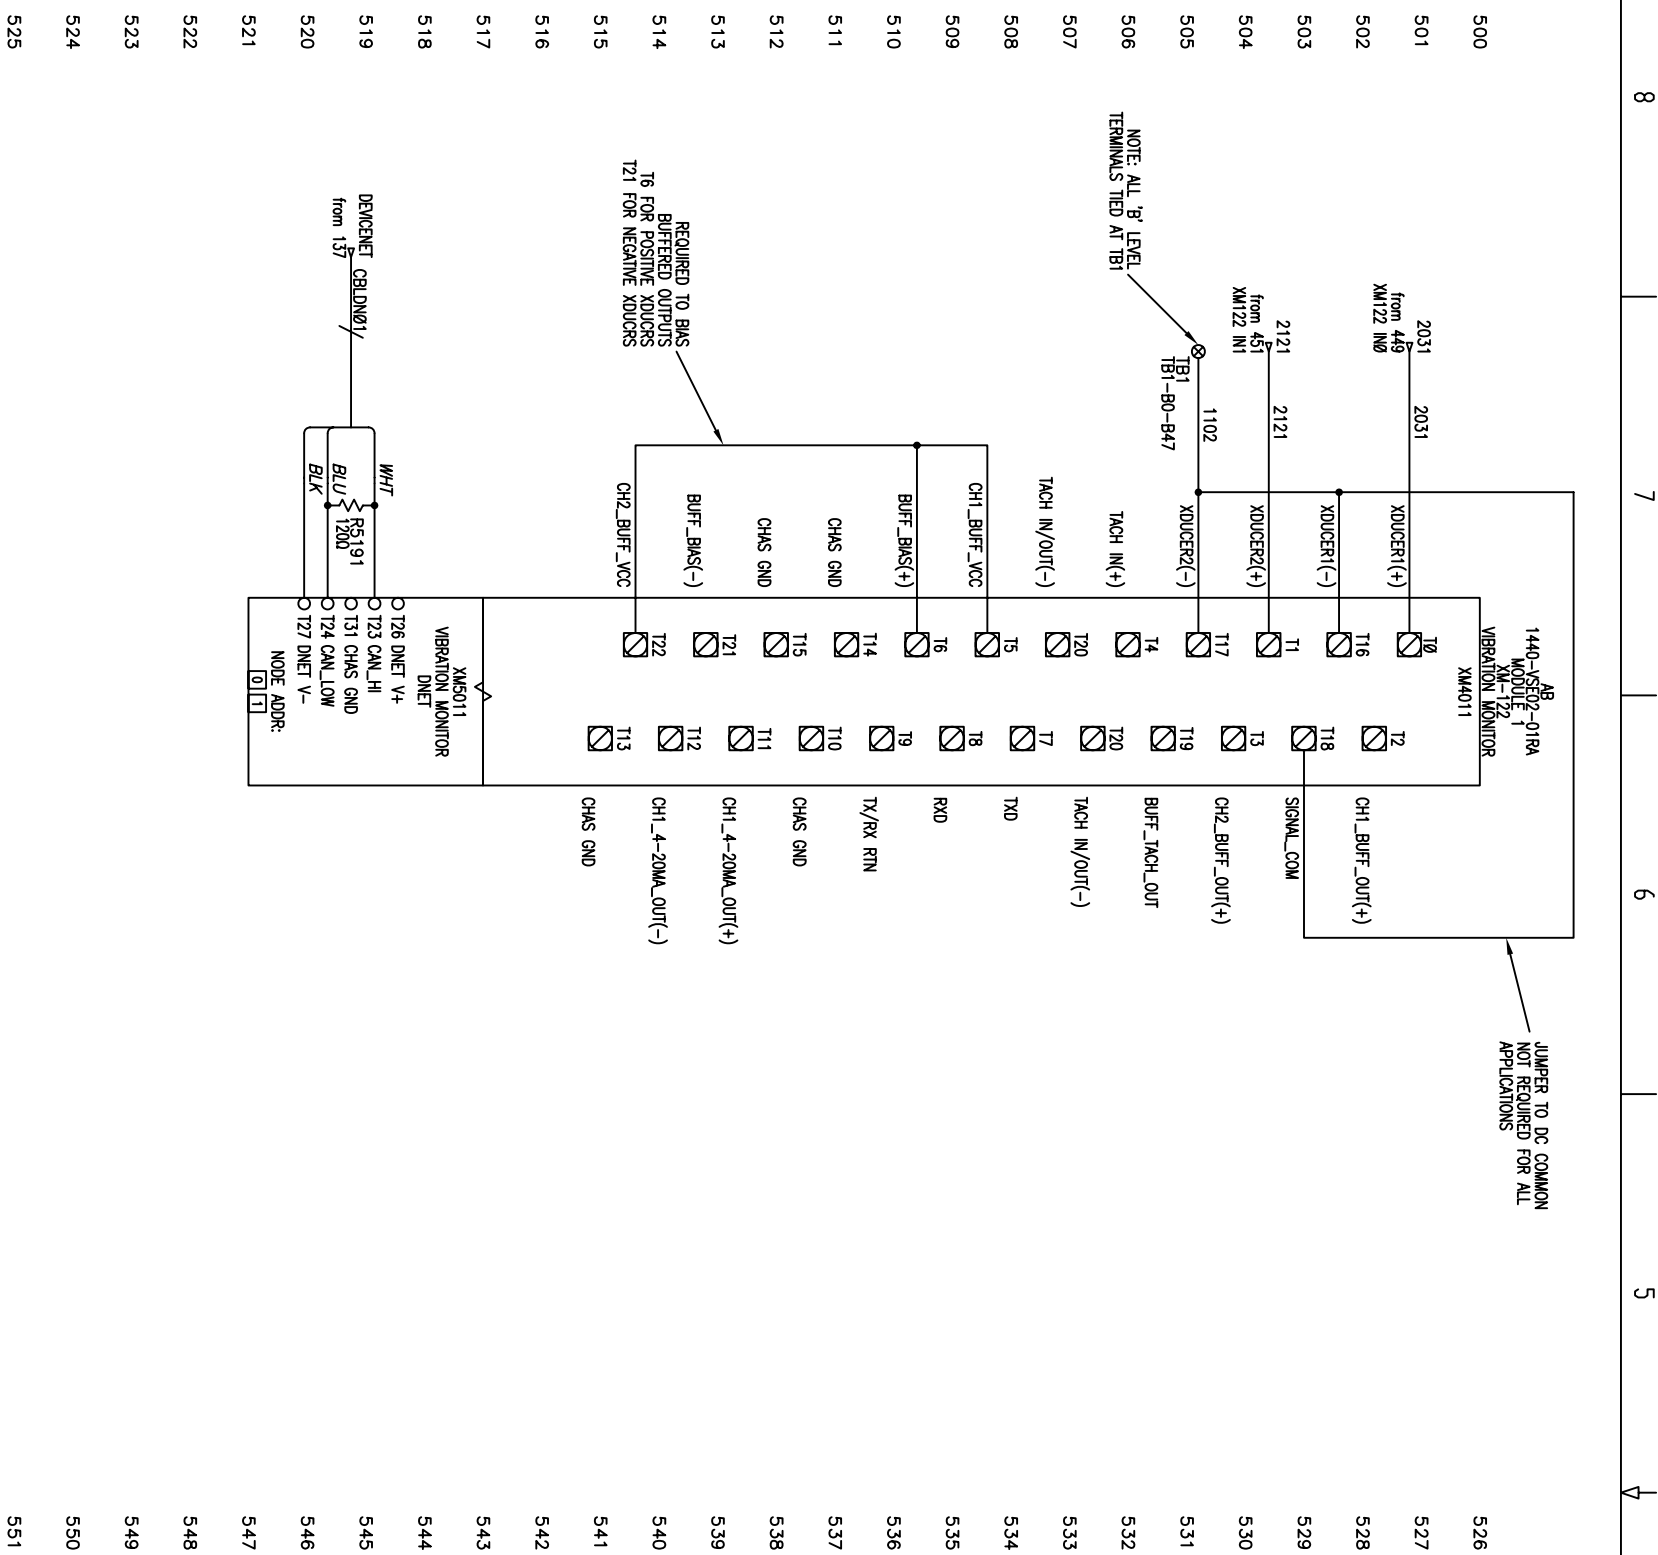 8
7
6
5
500
501
502
503
504
505
506
507
508
509
510
511
512
513
514
515
516
517
518
519
520
521
522
523
524
525
526
527
528
529
530
531
532
533
534
535
536
537
538
539
540
541
542
543
544
545
546
547
548
549
550
551
AB
1440-VSE02-01RA
MODULE 1
XM-122
VIBRATION MONITOR
XM4011
JUMPER TO DC COMMON
NOT REQUIRED FOR ALL
APPLICATIONS
2031
from 449
XM122 INØ
2031
XDUCER1(+)
TØ
T2
CH1_BUFF_OUT(+)
XDUCER1(-)
T16
T18
SIGNAL_COM
2121
from 451
XM122 IN1
2121
XDUCER2(+)
T1
T3
CH2_BUFF_OUT(+)
NOTE: ALL 'B' LEVEL
TERMINALS TIED AT TB1
TB1
TB1-B0-B47
1102
XDUCER2(-)
T17
T19
BUFF_TACH_OUT
TACH IN(+)
T4
T20
TACH IN/OUT(-)
TACH IN/OUT(-)
T20
T7
TXD
CH1_BUFF_VCC
T5
T8
RXD
BUFF_BIAS(+)
T6
T9
TX/RX RTN
CHAS GND
T14
T10
CHAS GND
CHAS GND
T15
T11
CH1_4-20MA_OUT(+)
BUFF_BIAS(-)
T21
T12
CH1_4-20MA_OUT(-)
CH2_BUFF_VCC
T22
T13
CHAS GND
REQUIRED TO BIAS
BUFFERED OUTPUTS
T6 FOR POSITIVE XDUCRS
T21 FOR NEGATIVE XDUCRS
XM5011
VIBRATION MONITOR
DNET
DEVICENET
from 137
CBLDNØ1
WHT
BLU
BLK
R5191
120Ω
T26 DNET V+
T23 CAN_HI
T31 CHAS GND
T24 CAN_LOW
T27 DNET V-
NODE ADDR:
0 1